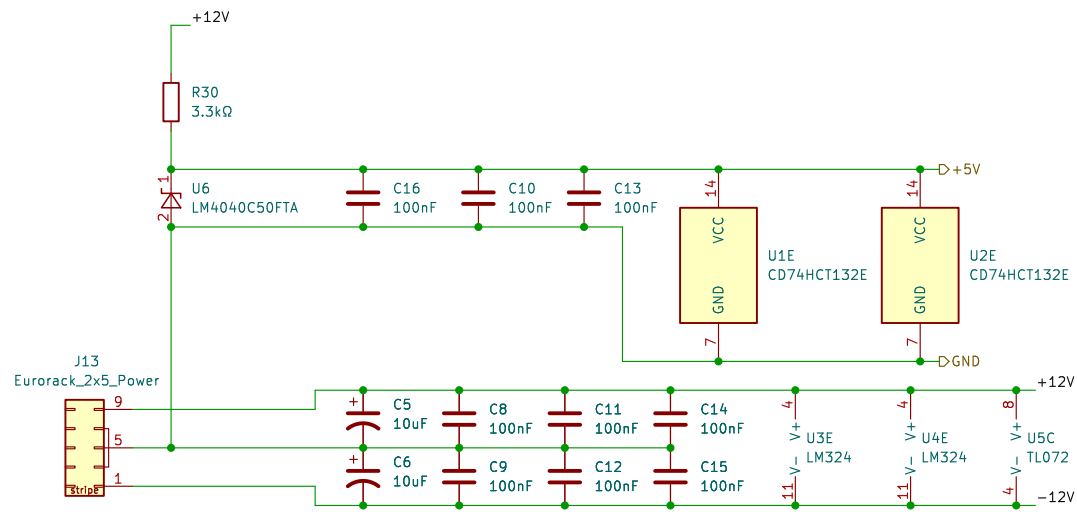 +12V
R30
3.3kΩ
1
U6
LM4040C50FTA
2
C16
100nF
C10
100nF
C13
100nF
14
VCC
GND
7
U1E
CD74HCT132E
14
VCC
GND
7
U2E
CD74HCT132E
+5V
GND
J13
Eurorack_2x5_Power
9
5
1
stripe
+
C5
10uF
C8
100nF
C11
100nF
C14
100nF
+
C6
10uF
C9
100nF
C12
100nF
C15
100nF
4
V+
U3E
LM324
V-
11
4
V+
U4E
LM324
V-
11
8
V+
U5C
TL072
V-
4
+12V
-12V